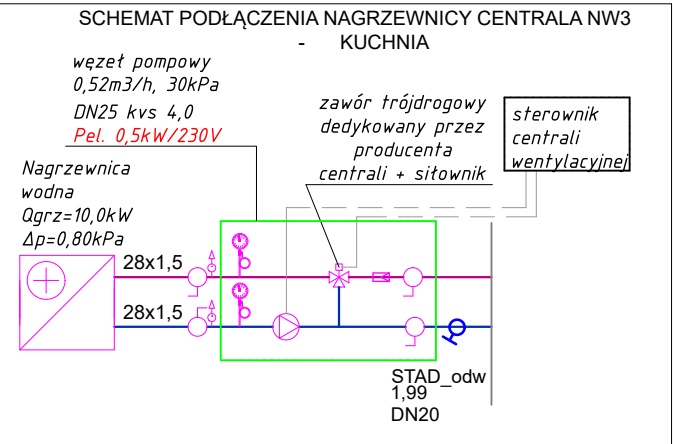 SCHEMAT PODŁĄCZENIA NAGRZEWNICY CENTRALA NW3
- KUCHNIA
węzeł pompowy
0,52m3/h, 30kPa
DN25 kvs 4,0
Pel. 0,5kW/230V
zawór trójdrogowy
dedykowany przez
producenta
centrali + siłownik
sterownik
centrali
wentylacyjnej
Nagrzewnica
wodna
Qgrz=10,0kW
Δp=0,80kPa
28x1,5
28x1,5
STAD_odw
1,99
DN20